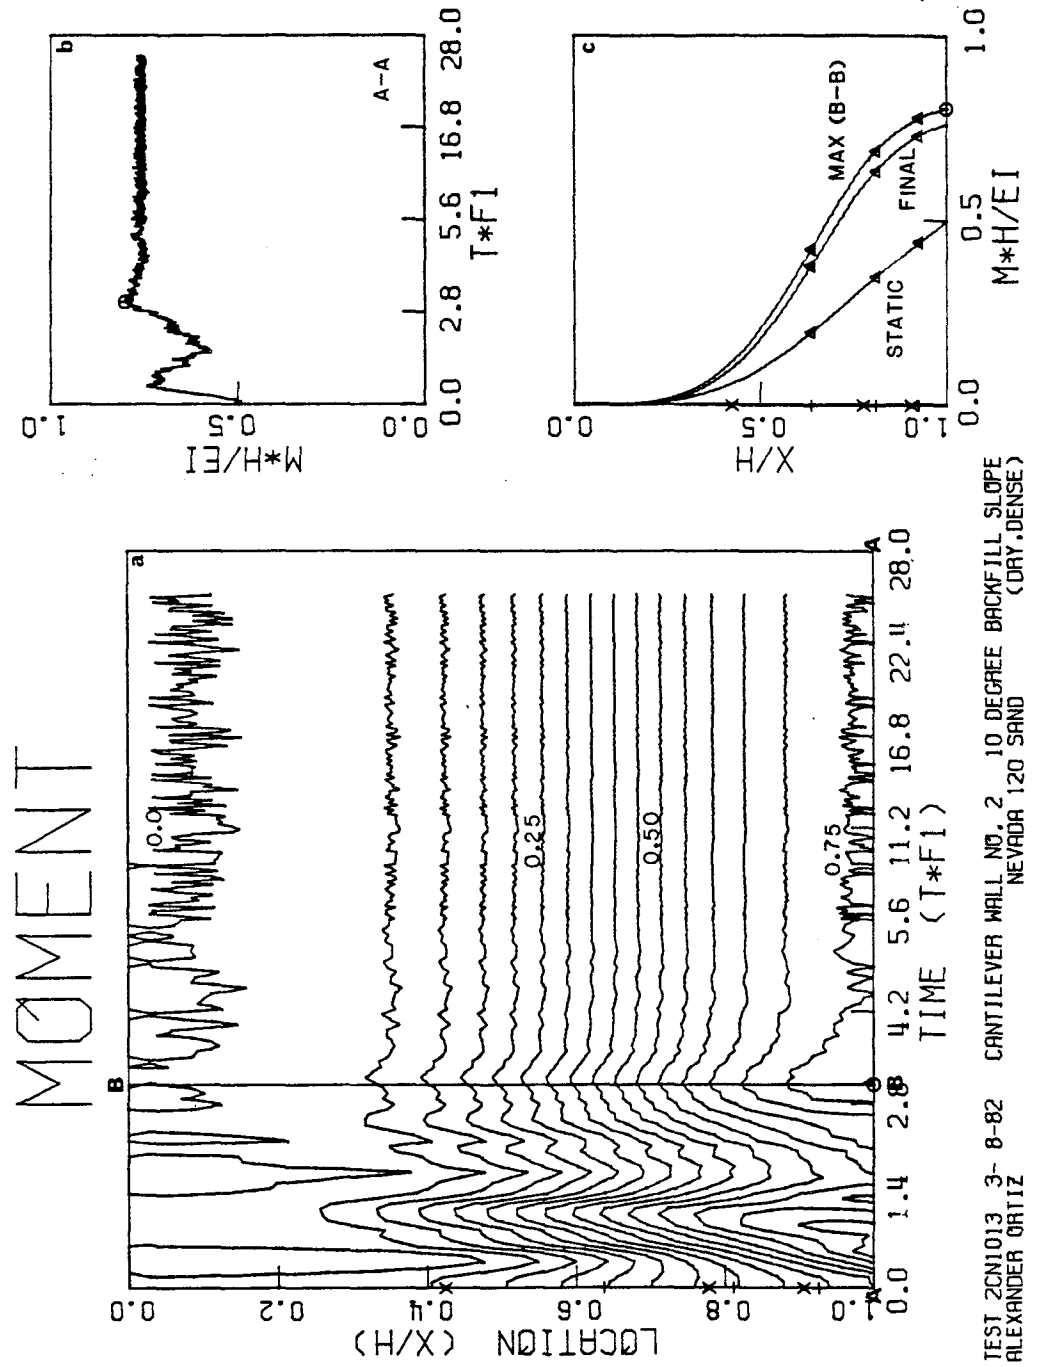 MØMENT
a
B
0.0
0.25
0.50
0.75
LOCATION (X/H)
0.0
0.2
0.4
0.6
0.8
1.0
A
B
A
0.0
1.4
2.8
4.2
5.6
11.2
16.8
22.4
28.0
TIME (T*F1)
b
M*H/EI
1.0
0.5
0.0
A-A
0.0
2.8
5.6
16.8
28.0
T*F1
c
X/H
0.0
0.5
1.0
MAX (B-B)
FINAL
STATIC
0.0
0.5
1.0
M*H/EI
TEST 2CN1013 3- 8-82 CANTILEVER WALL NO. 2 10 DEGREE BACKFILL SLOPE
ALEXANDER ORTIZ NEVADA 120 SAND (DRY,DENSE)